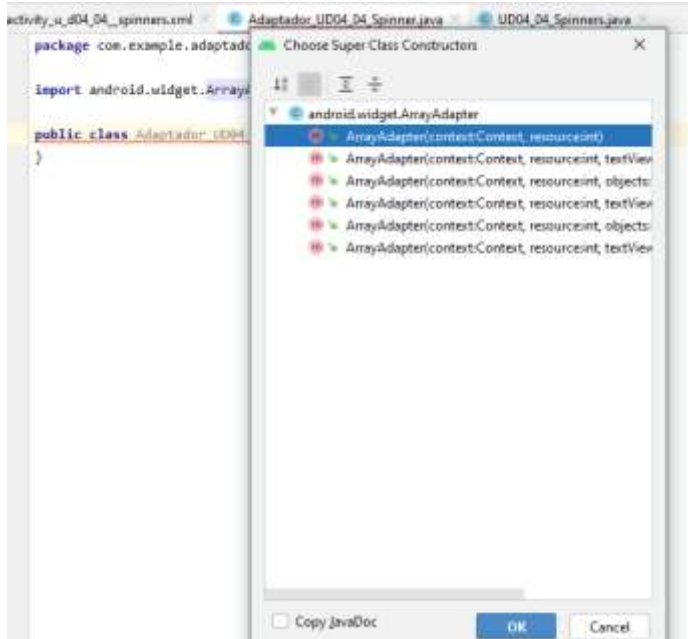 activity_u_d04_04__spinners.xml
Adaptador_UD04_04_Spinner.java
UD04_04_Spinners.java
package com.example.adaptado
import android.widget.Array
public class Adaptador_UD04_
}
Choose Super Class Constructors
android.widget.ArrayAdapter
ArrayAdapter(context:Context, resource:int)
ArrayAdapter(context:Context, resource:int, textView
ArrayAdapter(context:Context, resource:int, objects:
ArrayAdapter(context:Context, resource:int, textView
ArrayAdapter(context:Context, resource:int, objects:
ArrayAdapter(context:Context, resource:int, textView
Copy JavaDoc
OK
Cancel